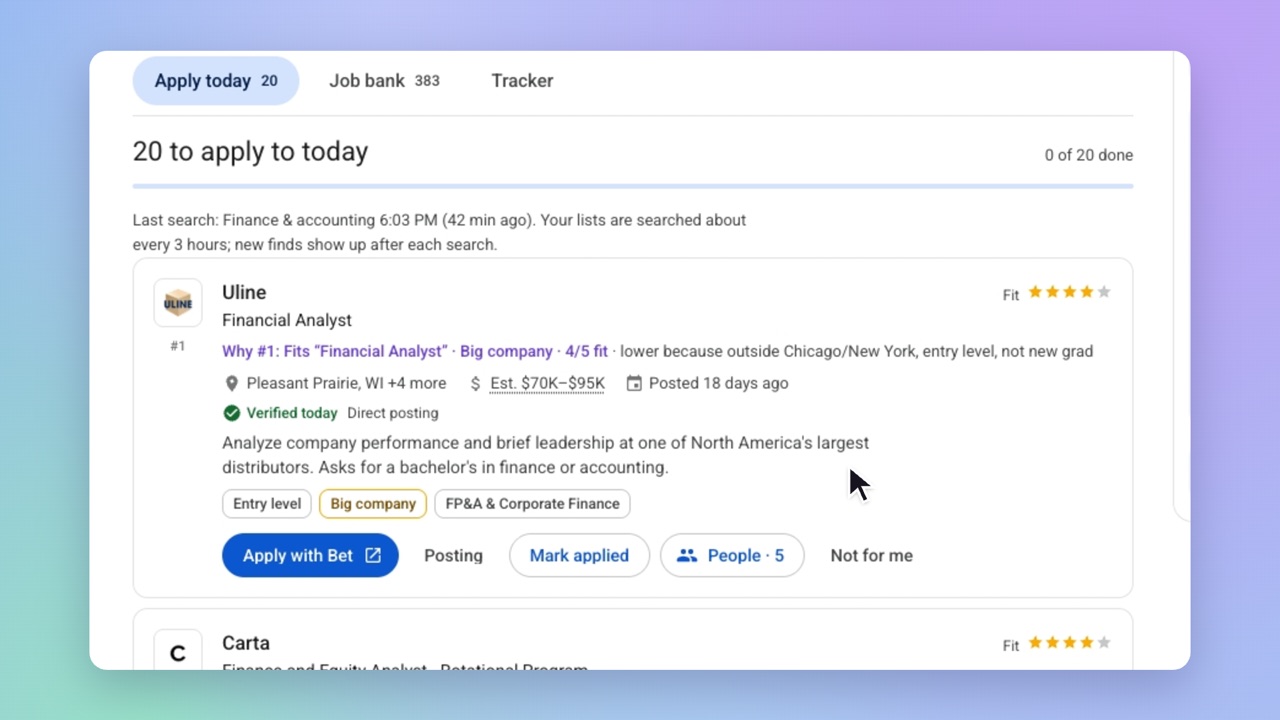 Apply today 20 Job bank 383 Tracker
20 to apply to today
0 of 20 done
Last search: Finance & accounting 6:03 PM (42 min ago). Your lists are searched about
every 3 hours; new finds show up after each search.
ULINE
#1
Uline
Fit
Financial Analyst
Why #1: Fits “Financial Analyst” · Big company · 4/5 fit · lower because outside Chicago/New York, entry level, not new grad
Pleasant Prairie, WI +4 more $ Est. $70K–$95K Posted 18 days ago
Verified today Direct posting
Analyze company performance and brief leadership at one of North America's largest
distributors. Asks for a bachelor's in finance or accounting.
Entry level Big company FP&A & Corporate Finance
Apply with Bet Posting Mark applied People · 5 Not for me
C
Carta
Fit
Finance and Equity Analyst - Rotational Program